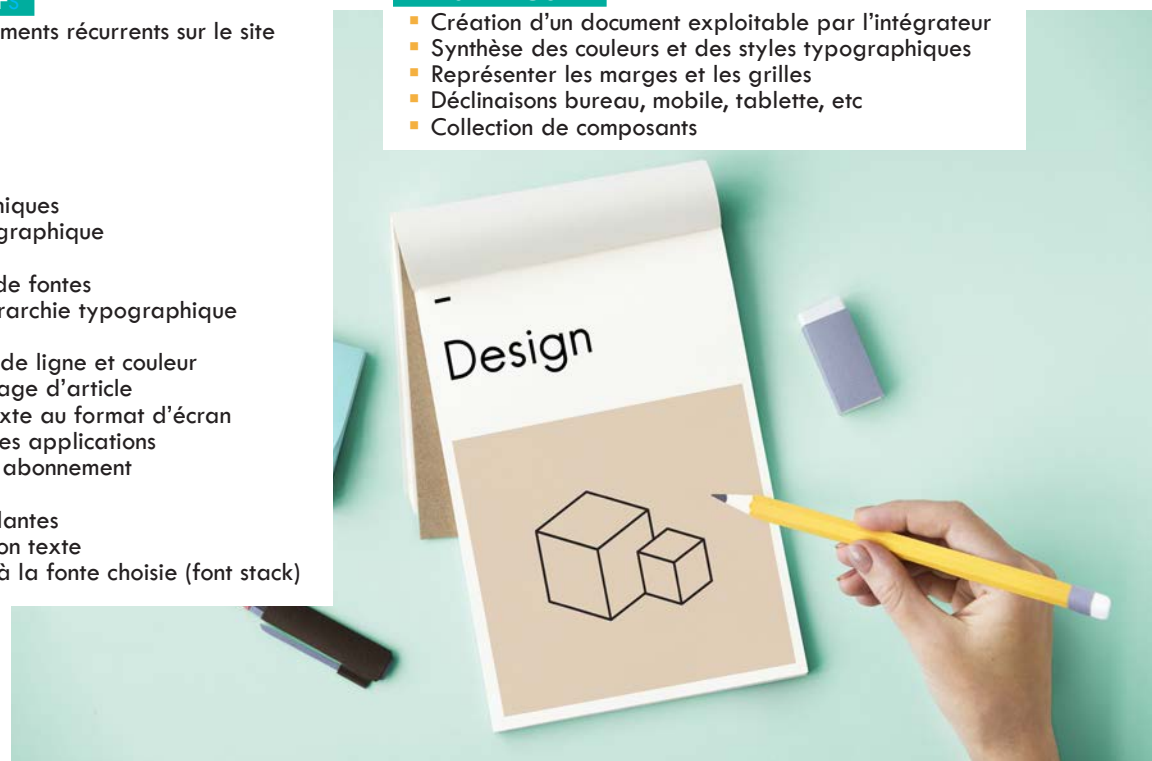 ments récurrents sur le site
niques
graphique
de fontes
rarchie typographique
de ligne et couleur
age d'article
xte au format d'écran
es applications
abonnement
lantes
on texte
à la fonte choisie (font stack)
Création d'un document exploitable par l'intégrateur
Synthèse des couleurs et des styles typographiques
Représenter les marges et les grilles
Déclinaisons bureau, mobile, tablette, etc
Collection de composants
Design